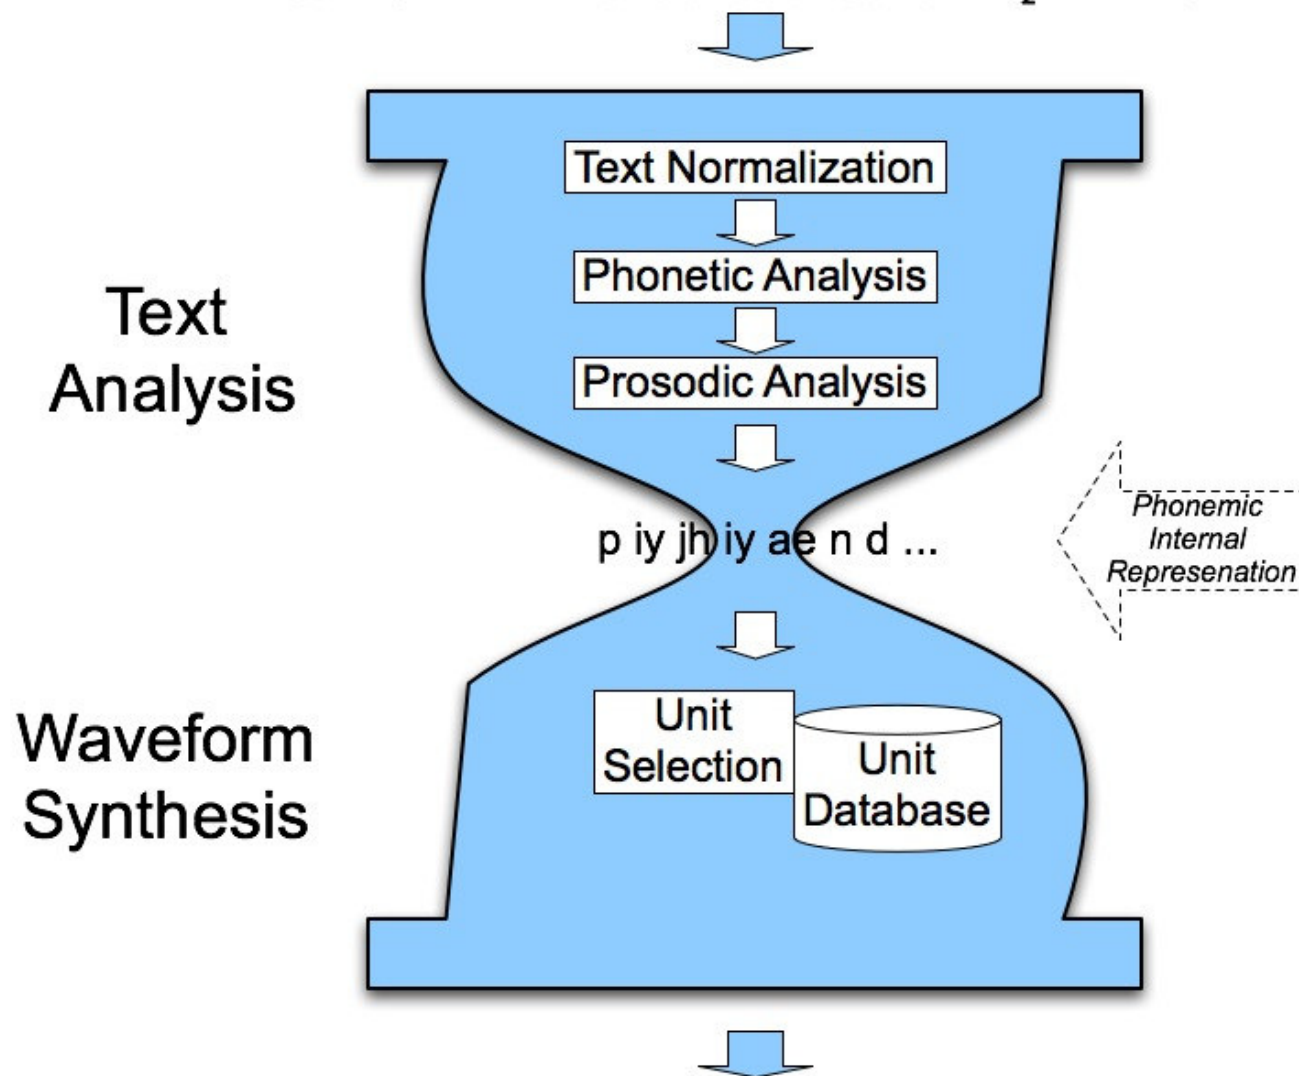 Text Normalization
Phonetic Analysis
Text
Analysis
Prosodic Analysis
p iy jh iy ae n d ...
Phonemic
Internal
Represenation
Waveform
Synthesis
Unit
Selection
Unit
Database